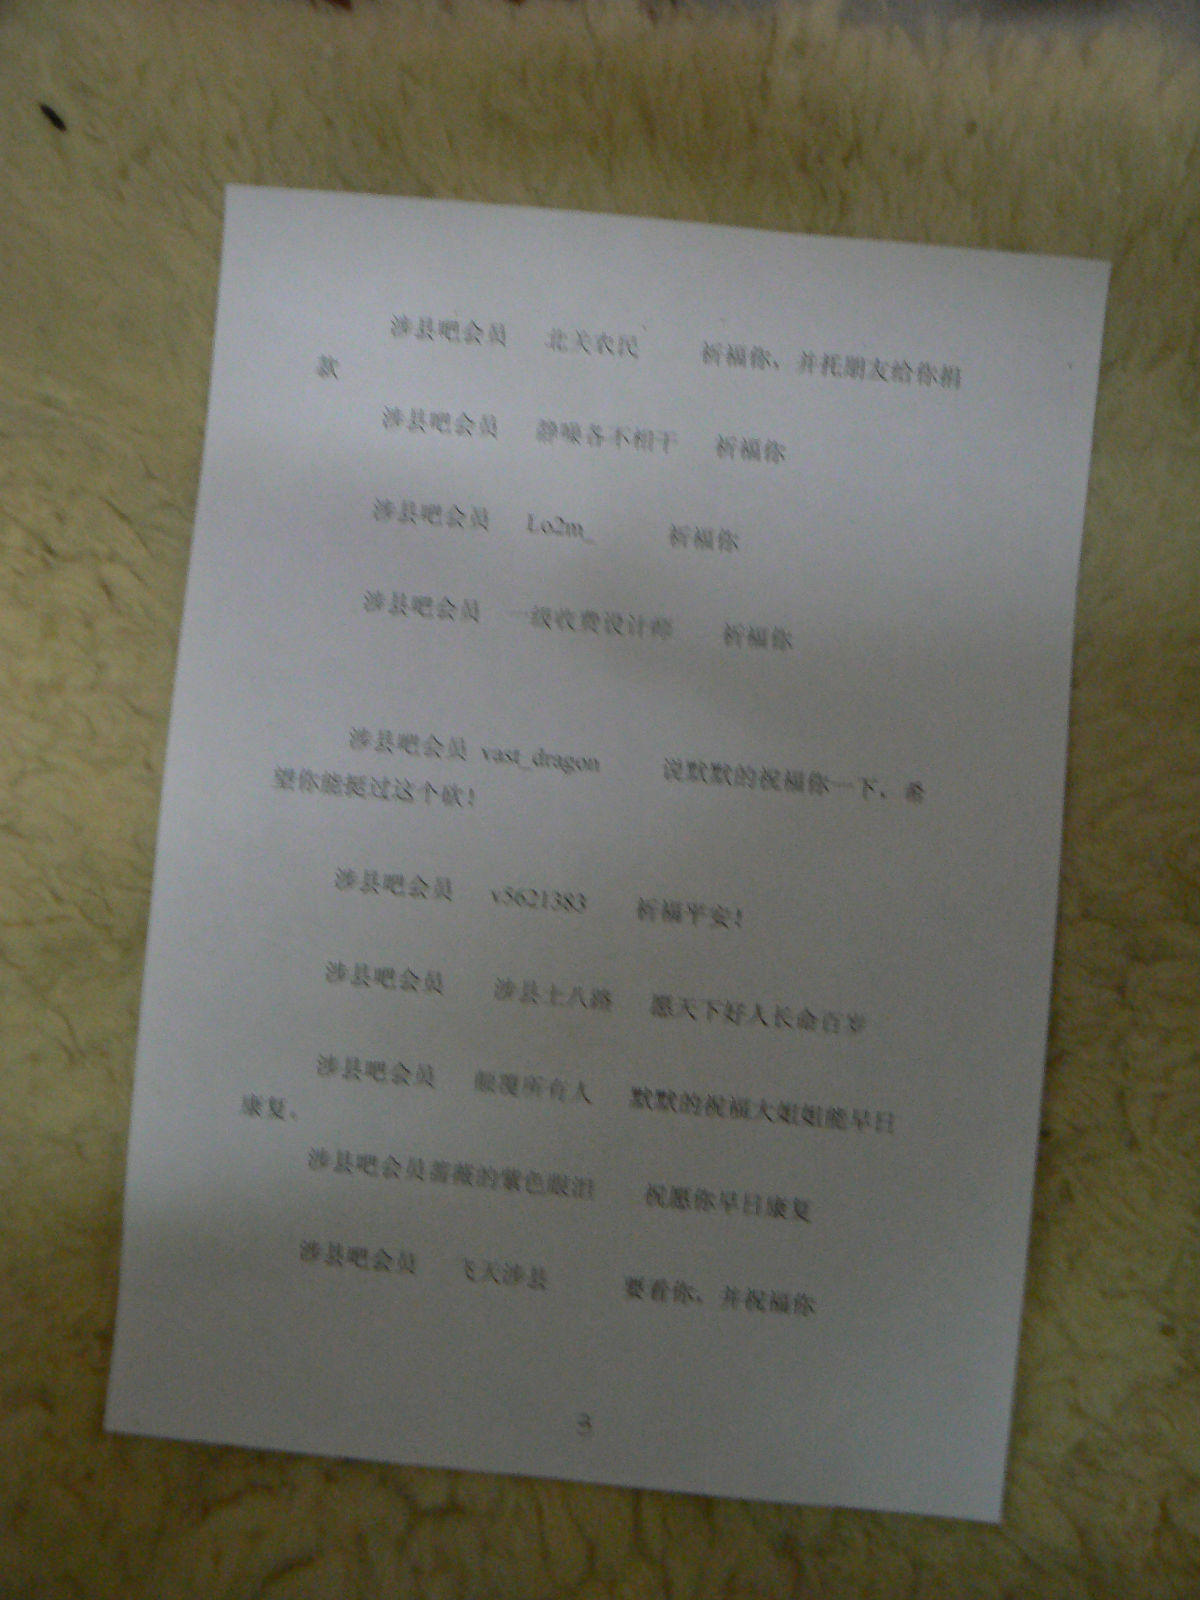 涉县吧会员 北关农民 祈福你，并托朋友给你捐
款
涉县吧会员 静噪各不相干 祈福你
涉县吧会员 Lo2m_ 祈福你
涉县吧会员 一级收费设计师 祈福你
涉县吧会员 vast_dragon 说默默的祝福你一下，希
望你能挺过这个砍！
涉县吧会员 v5621383 祈福平安！
涉县吧会员 涉县土八路 愿天下好人长命百岁
涉县吧会员 颠覆所有人 默默的祝福大姐姐能早日
康复。
涉县吧会员蔷薇的紫色眼泪 祝愿你早日康复
涉县吧会员 飞天涉县 要看你，并祝福你
3